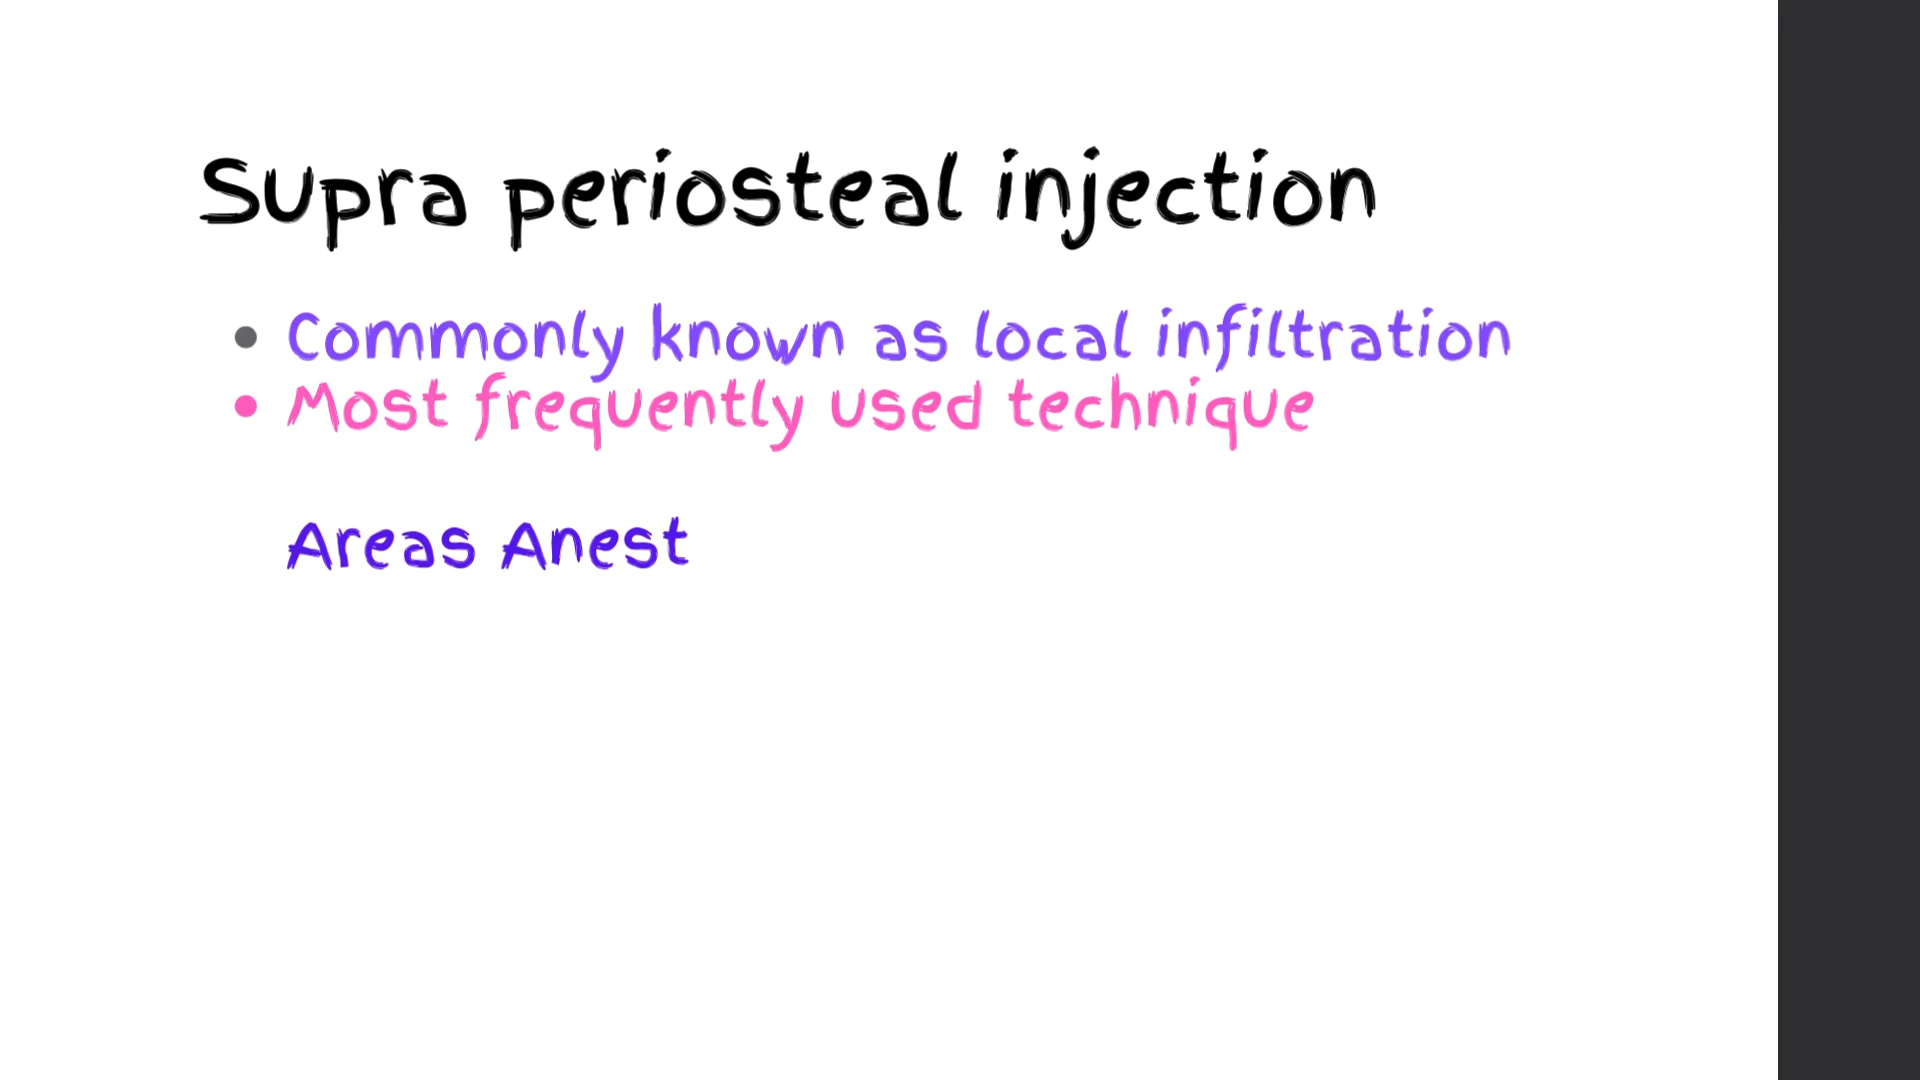 Supra periosteal injection
• Commonly known as local infiltration
• Most frequently used technique
Areas Anest